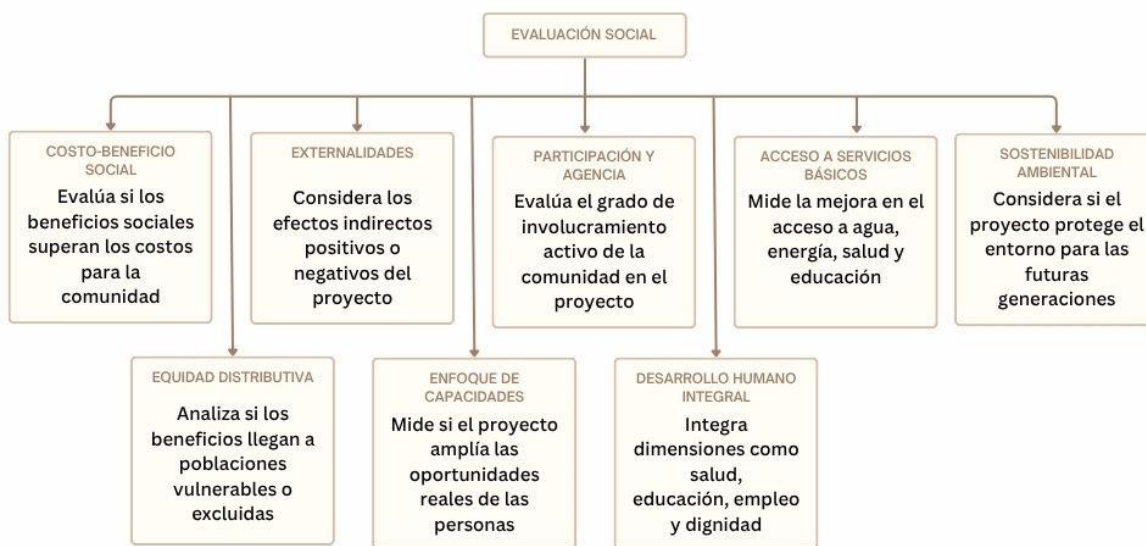 EVALUACIÓN SOCIAL
COSTO-BENEFICIO
SOCIAL
Evalúa si los
beneficios sociales
superan los costos
para la
comunidad
EXTERNALIDADES
Considera los
efectos indirectos
positivos o
negativos del
proyecto
PARTICIPACIÓN Y
AGENCIA
Evalúa el grado de
involucramiento
activo de la
comunidad en el
proyecto
ACCESO A SERVICIOS
BÁSICOS
Mide la mejora en el
acceso a agua,
energía, salud y
educación
SOSTENIBILIDAD
AMBIENTAL
Considera si el
proyecto protege el
entorno para las
futuras
generaciones
EQUIDAD DISTRIBUTIVA
Analiza si los
beneficios llegan a
poblaciones
vulnerables o
excluidas
ENFOQUE DE
CAPACIDADES
Mide si el proyecto
amplía las
oportunidades
reales de las
personas
DESARROLLO HUMANO
INTEGRAL
Integra
dimensiones como
salud,
educación, empleo
y dignidad